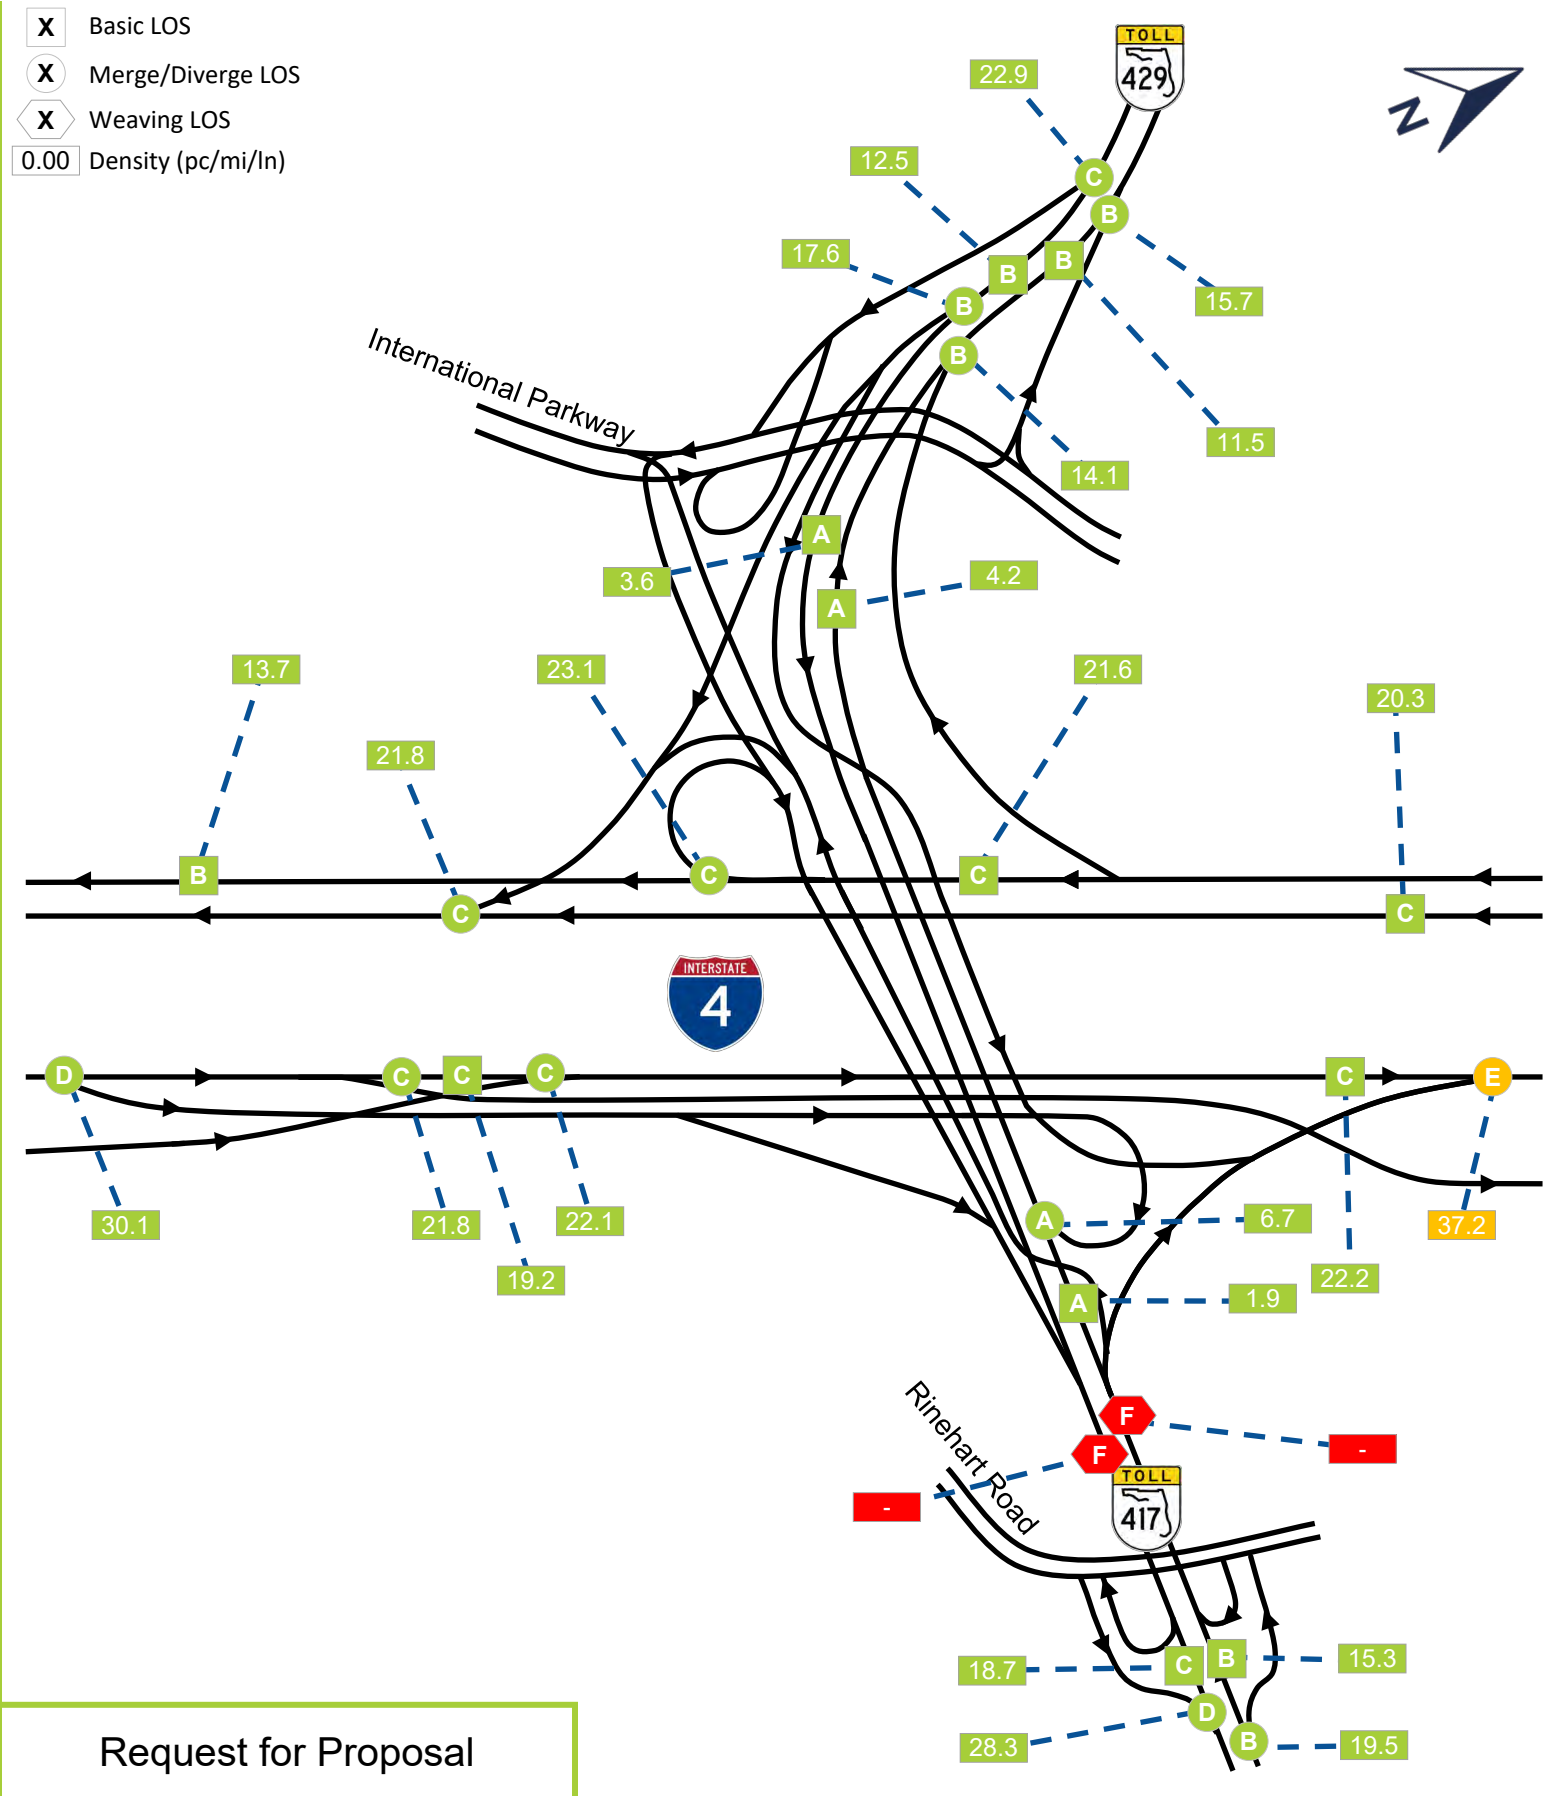 X Basic LOS
X Merge/Diverge LOS
X Weaving LOS
0.00 Density (pc/mi/ln)
N
TOLL
429
22.9
C
12.5
B
B
B
17.6
B
15.7
B
11.5
14.1
International Parkway
A
3.6
A
4.2
13.7
23.1
21.6
20.3
21.8
B
C
C
C
C
INTERSTATE
4
D
C
C
C
C
E
30.1
21.8
19.2
22.1
22.2
37.2
A
6.7
A
1.9
F
-
F
-
Rinehart Road
TOLL
417
18.7
C
B
15.3
28.3
D
B
19.5
Request for Proposal